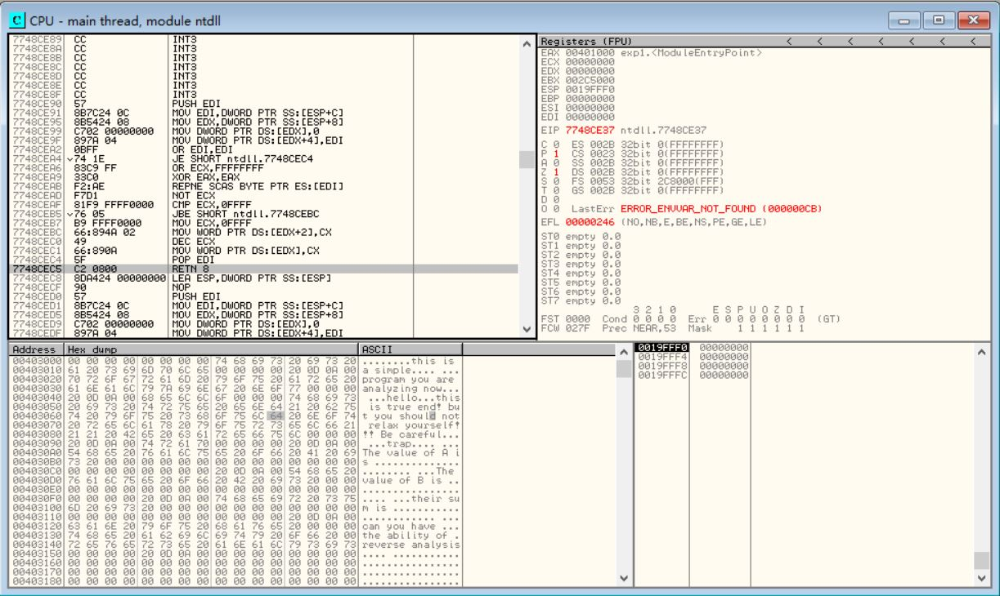 C CPU - main thread, module ntdll
7748CE89 CC INT3
7748CE8A CC INT3
7748CE8B CC INT3
7748CE8C CC INT3
7748CE8D CC INT3
7748CE8E CC INT3
7748CE8F CC INT3
7748CE90 57 PUSH EDI
7748CE91 8B7C24 0C MOV EDI,DWORD PTR SS:[ESP+C]
7748CE95 8B5424 08 MOV EDX,DWORD PTR SS:[ESP+8]
7748CE99 C702 00000000 MOV DWORD PTR DS:[EDX],0
7748CE9F 897A 04 MOV DWORD PTR DS:[EDX+4],EDI
7748CEA2 0BFF OR EDI,EDI
7748CEA4 74 1E JE SHORT ntdll.7748CEC4
7748CEA6 83C9 FF OR ECX,FFFFFFFF
7748CEA9 33C0 XOR EAX,EAX
7748CEAB F2:AE REPNE SCAS BYTE PTR ES:[EDI]
7748CEAD F7D1 NOT ECX
7748CEAF 81F9 FFFF0000 CMP ECX,0FFFF
7748CEB5 76 05 JBE SHORT ntdll.7748CEBC
7748CEB7 B9 FFFF0000 MOV ECX,0FFFF
7748CEBC 66:894A 02 MOV WORD PTR DS:[EDX+2],CX
7748CEC0 49 DEC ECX
7748CEC1 66:890A MOV WORD PTR DS:[EDX],CX
7748CEC4 5F POP EDI
7748CEC5 C2 0800 RETN 8
7748CEC8 8DA424 00000000 LEA ESP,DWORD PTR SS:[ESP]
7748CECF 90 NOP
7748CED0 57 PUSH EDI
7748CED1 8B7C24 0C MOV EDI,DWORD PTR SS:[ESP+C]
7748CED5 8B5424 08 MOV EDX,DWORD PTR SS:[ESP+8]
7748CED9 C702 00000000 MOV DWORD PTR DS:[EDX],0
7748CEDF 897A 04 MOV DWORD PTR DS:[EDX+4],EDI
Registers (FPU) < < < < < < <
EAX 00401000 exp1.<ModuleEntryPoint>
ECX 00000000
EDX 00000000
EBX 002C5000
ESP 0019FFF0
EBP 00000000
ESI 00000000
EDI 00000000
EIP 7748CE37 ntdll.7748CE37
C 0 ES 002B 32bit 0(FFFFFFFF)
P 1 CS 0023 32bit 0(FFFFFFFF)
A 0 SS 002B 32bit 0(FFFFFFFF)
Z 1 DS 002B 32bit 0(FFFFFFFF)
S 0 FS 0053 32bit 2C8000(FFF)
T 0 GS 002B 32bit 0(FFFFFFFF)
D 0
O 0 LastErr ERROR_ENVVAR_NOT_FOUND (000000CB)
EFL 00000246 (NO,NB,E,BE,NS,PE,GE,LE)
ST0 empty 0.0
ST1 empty 0.0
ST2 empty 0.0
ST3 empty 0.0
ST4 empty 0.0
ST5 empty 0.0
ST6 empty 0.0
ST7 empty 0.0
3 2 1 0 E S P U O Z D I
FST 0000 Cond 0 0 0 0 Err 0 0 0 0 0 0 0 0 (GT)
FCW 027F Prec NEAR,53 Mask 1 1 1 1 1 1
Address Hex dump ASCII
00403000 00 00 00 00 00 00 00 00 74 68 69 73 20 69 73 20 ........this is
00403010 61 20 73 69 6D 70 6C 65 00 00 00 00 20 0D 0A 00 a simple.... ...
00403020 70 72 6F 67 72 61 6D 20 79 6F 75 20 61 72 65 20 program you are
00403030 61 6E 61 6C 79 7A 69 6E 67 20 6E 6F 77 00 00 00 analyzing now...
00403040 20 0D 0A 00 68 65 6C 6C 6F 00 00 00 74 68 69 73 ...hello...this
00403050 20 69 73 20 74 72 75 65 20 65 6E 64 21 20 62 75 is true end! bu
00403060 74 20 79 6F 75 20 73 68 6F 75 6C 64 20 6E 6F 74 t you should not
00403070 20 72 65 6C 61 78 20 79 6F 75 72 73 65 6C 66 21 relax yourself!
00403080 21 21 20 42 65 20 63 61 72 65 66 75 6C 00 00 00 !! Be careful...
00403090 20 0D 0A 00 74 72 61 70 00 00 00 00 20 0D 0A 00 ...trap.... ...
004030A0 54 68 65 20 76 61 6C 75 65 20 6F 66 20 41 20 69 The value of A i
004030B0 73 20 00 00 00 00 00 00 00 00 00 00 00 00 00 00 s ..............
004030C0 00 00 00 00 00 00 00 00 20 0D 0A 00 54 68 65 20 ........ ...The
004030D0 76 61 6C 75 65 20 6F 66 20 42 20 69 73 20 00 00 value of B is ..
004030E0 00 00 00 00 00 00 00 00 00 00 00 00 00 00 00 00 ................
004030F0 00 00 00 00 20 0D 0A 00 74 68 65 69 72 20 73 75 .... ...their su
00403100 6D 20 69 73 20 00 00 00 00 00 00 00 00 00 00 00 m is ...........
00403110 00 00 00 00 00 00 00 00 00 00 00 00 20 0D 0A 00 ............ ...
00403120 63 61 6E 20 79 6F 75 20 68 61 76 65 20 00 00 00 can you have ...
00403130 74 68 65 20 61 62 69 6C 69 74 79 20 6F 66 20 00 the ability of .
00403140 72 65 76 65 72 73 65 20 61 6E 61 6C 79 73 69 73 reverse analysis
00403150 00 00 00 00 20 0D 0A 00 00 00 00 00 00 00 00 00 .... ...........
00403160 00 00 00 00 00 00 00 00 00 00 00 00 00 00 00 00 ................
00403170 00 00 00 00 00 00 00 00 00 00 00 00 00 00 00 00 ................
00403180 00 00 00 00 00 00 00 00 00 00 00 00 00 00 00 00 ................
0019FFF0 00000000
0019FFF4 00000000
0019FFF8 00000000
0019FFFC 00000000